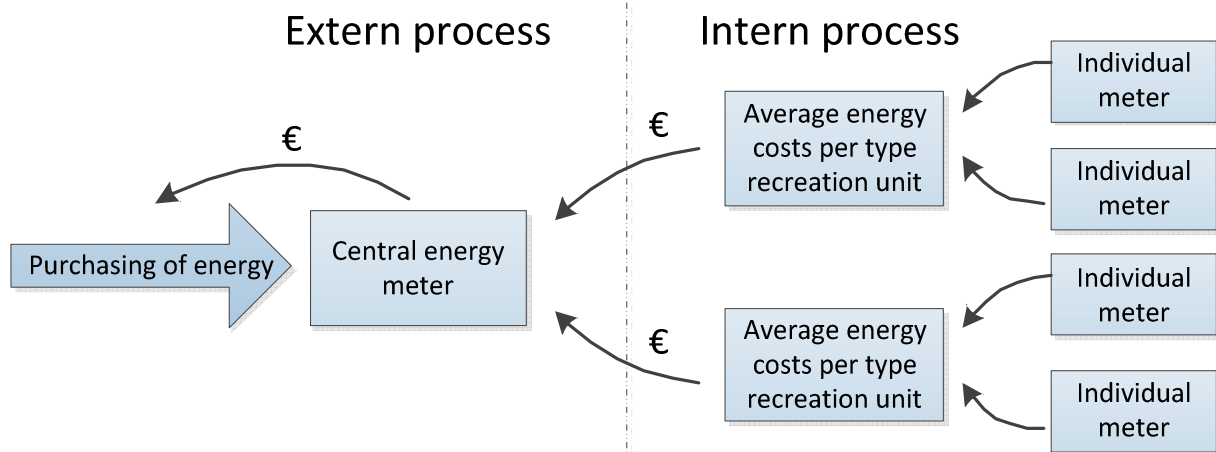 Extern process
Intern process
€
Purchasing of energy
Central energy
meter
€
€
Average energy
costs per type
recreation unit
Average energy
costs per type
recreation unit
Individual
meter
Individual
meter
Individual
meter
Individual
meter